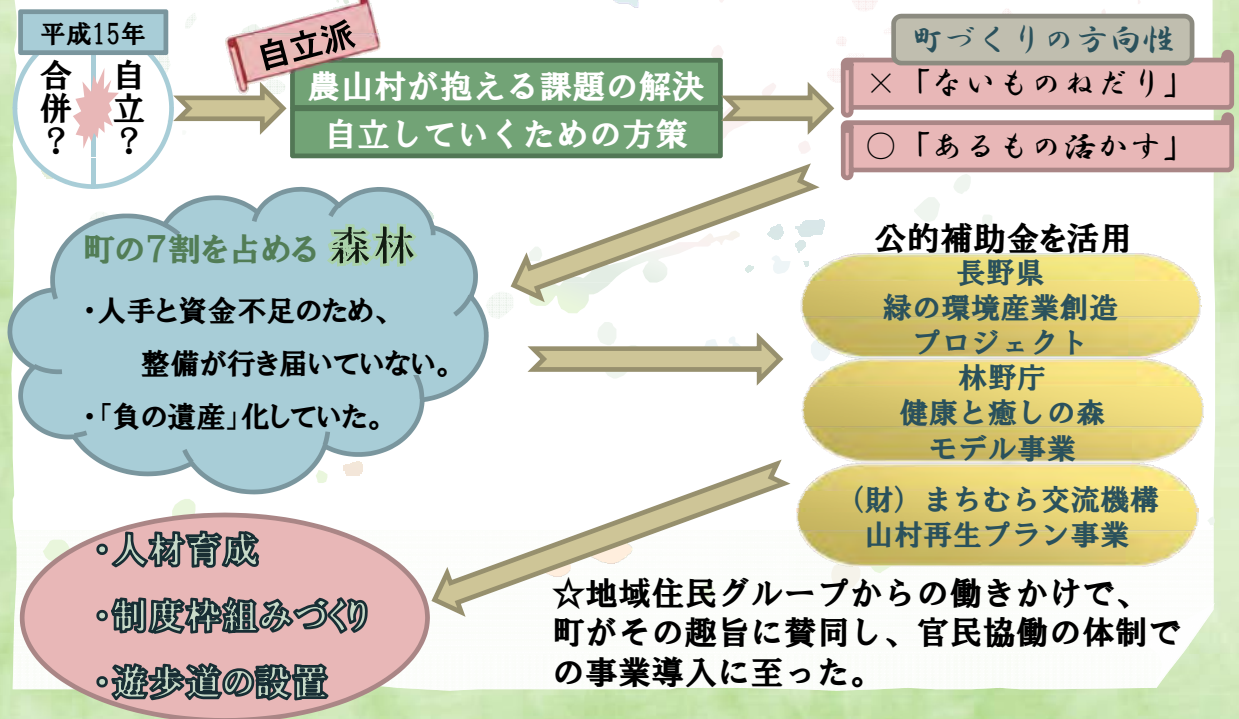 平成15年
合併?
自立?
自立派
農山村が抱える課題の解決
自立していくための方策
町づくりの方向性
×「ないものねだり」
○「あるもの活かす」
町の7割を占める 森林
・人手と資金不足のため、
整備が行き届いていない。
・「負の遺産」化していた。
公的補助金を活用
長野県
緑の環境産業創造
プロジェクト
林野庁
健康と癒しの森
モデル事業
(財)まちむら交流機構
山村再生プラン事業
・人材育成
・制度枠組みづくり
・遊歩道の設置
☆地域住民グループからの働きかけで、
町がその趣旨に賛同し、官民協働の体制で
の事業導入に至った。